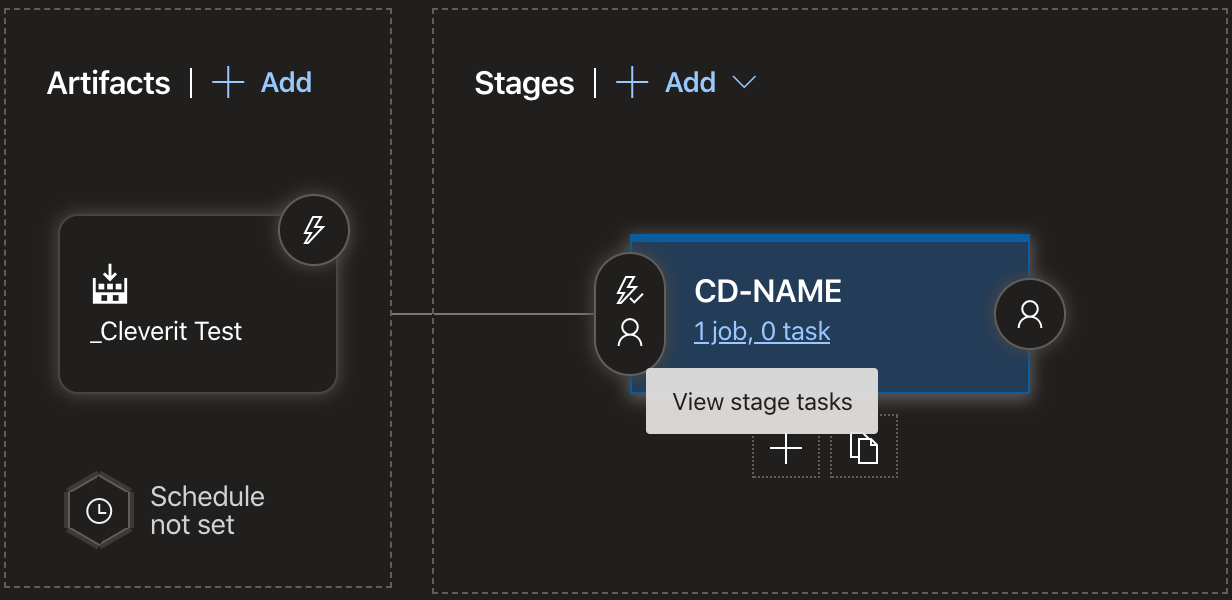 Artifacts | + Add
Stages | + Add
_Cleverit Test
CD-NAME
1 job, 0 task
View stage tasks
Schedule
not set